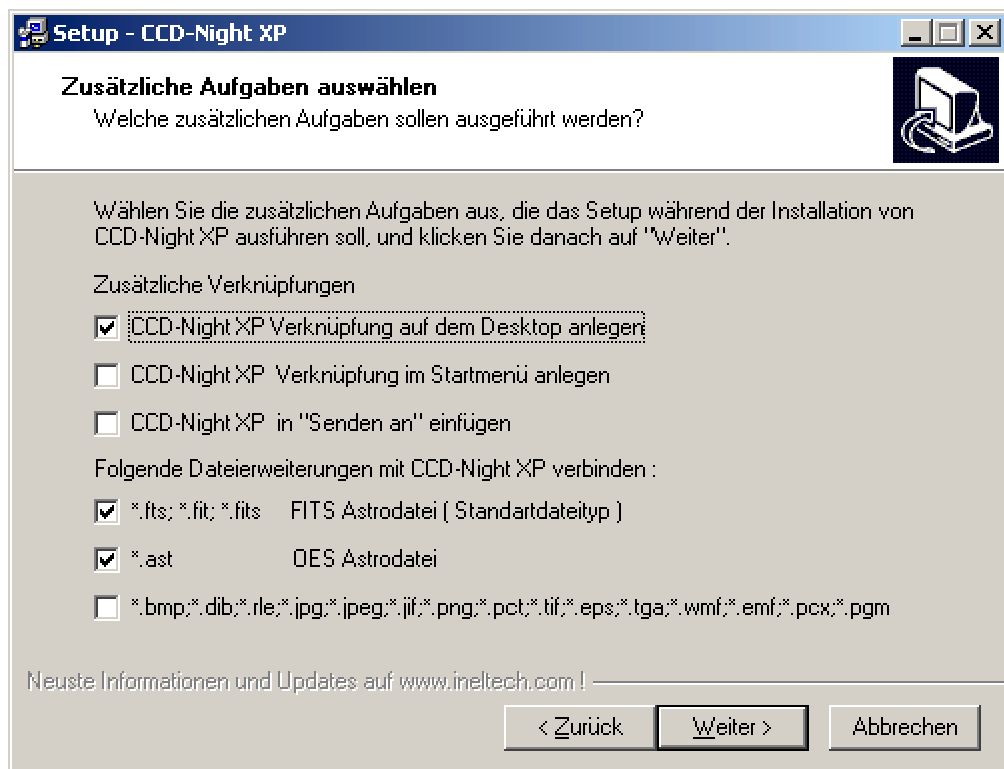 Setup - CCD-Night XP
Zusätzliche Aufgaben auswählen
Welche zusätzlichen Aufgaben sollen ausgeführt werden?
Wählen Sie die zusätzlichen Aufgaben aus, die das Setup während der Installation von
CCD-Night XP ausführen soll, und klicken Sie danach auf "Weiter".
Zusätzliche Verknüpfungen
CCD-Night XP Verknüpfung auf dem Desktop anlegen
CCD-Night XP Verknüpfung im Startmenü anlegen
CCD-Night XP in "Senden an" einfügen
Folgende Dateierweiterungen mit CCD-Night XP verbinden :
*.fts; *.fit; *.fits FITS Astrodatei ( Standartdateityp )
*.ast OES Astrodatei
*.bmp;*.dib;*.rle;*.jpg;*.jpeg;*.jif;*.png;*.pct;*.tif;*.eps;*.tga;*.wmf;*.emf;*.pcx;*.pgm
Neuste Informationen und Updates auf www.ineltech.com !
< Zurück Weiter > Abbrechen